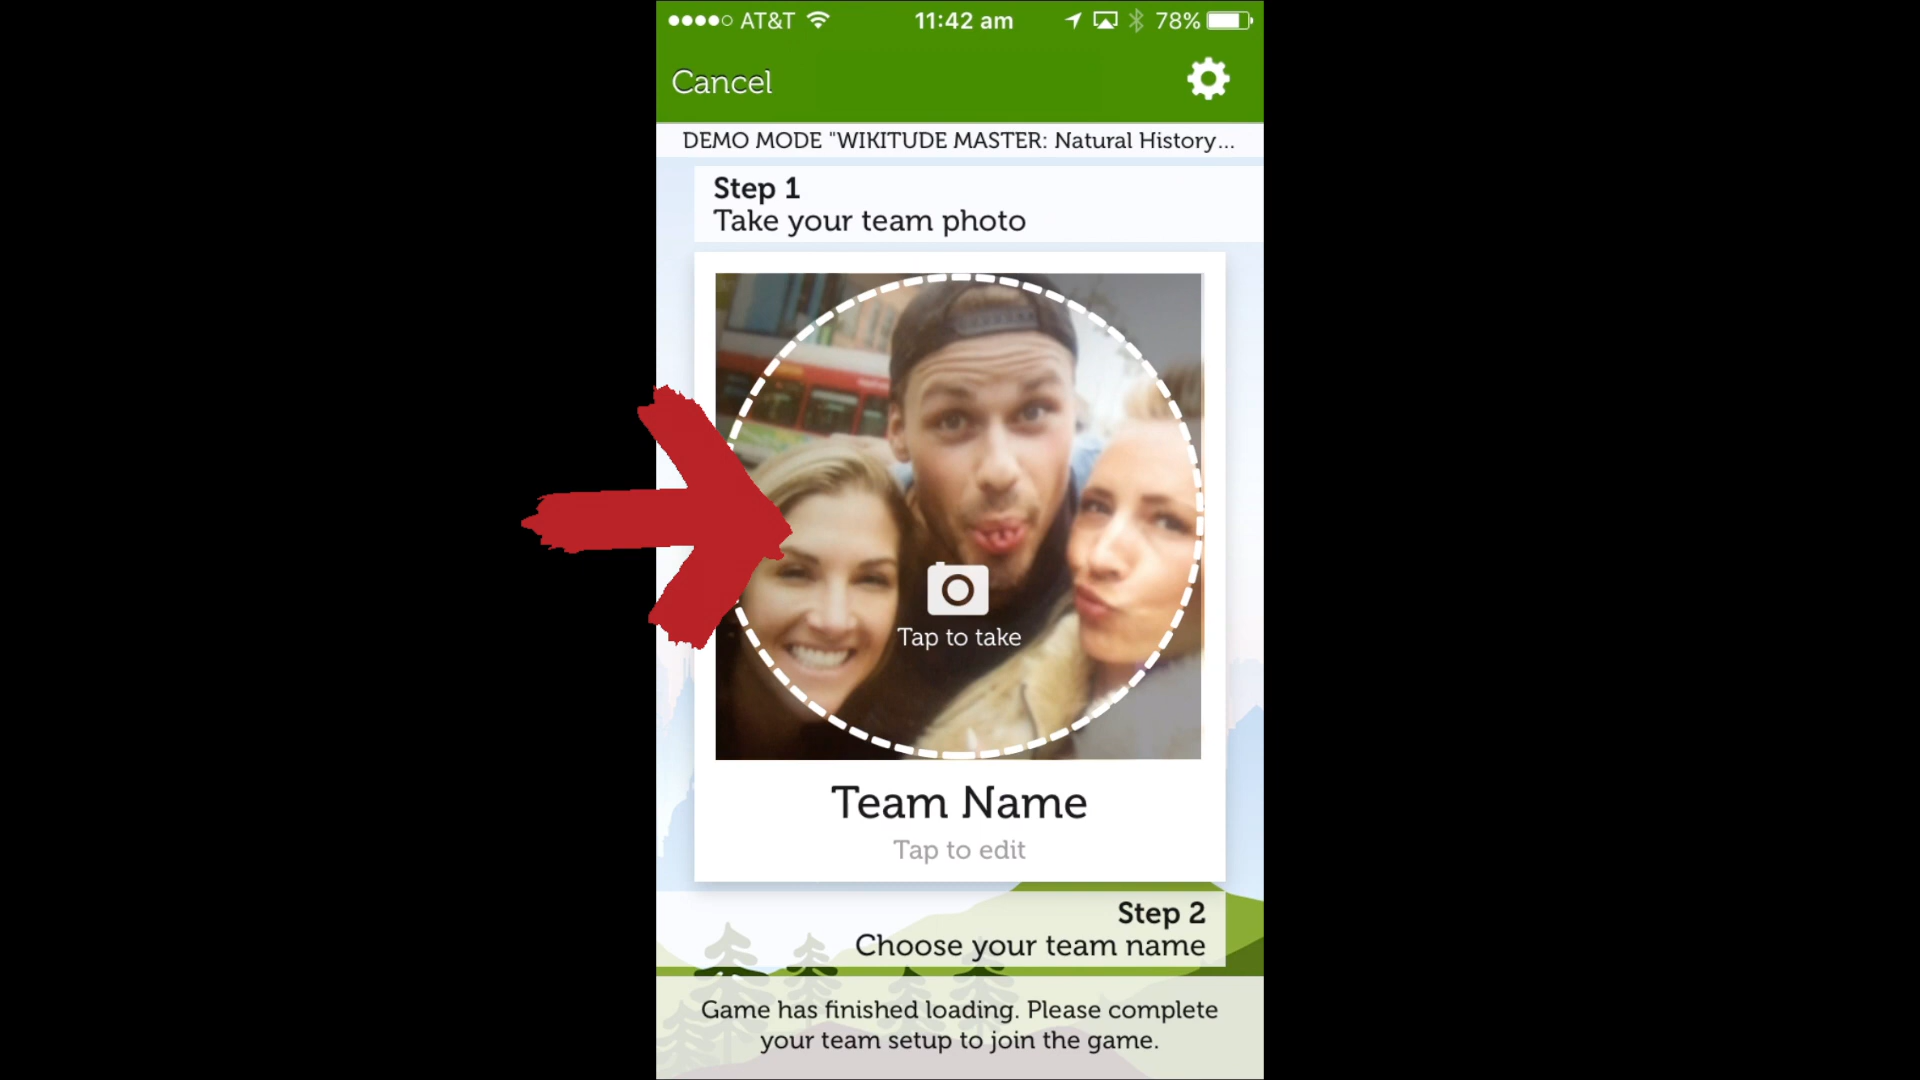 AT&T 11:42 am 78%
Cancel
DEMO MODE "WIKITUDE MASTER: Natural History...
Step 1
Take your team photo
Tap to take
Team Name
Tap to edit
Step 2
Choose your team name
Game has finished loading. Please complete
your team setup to join the game.